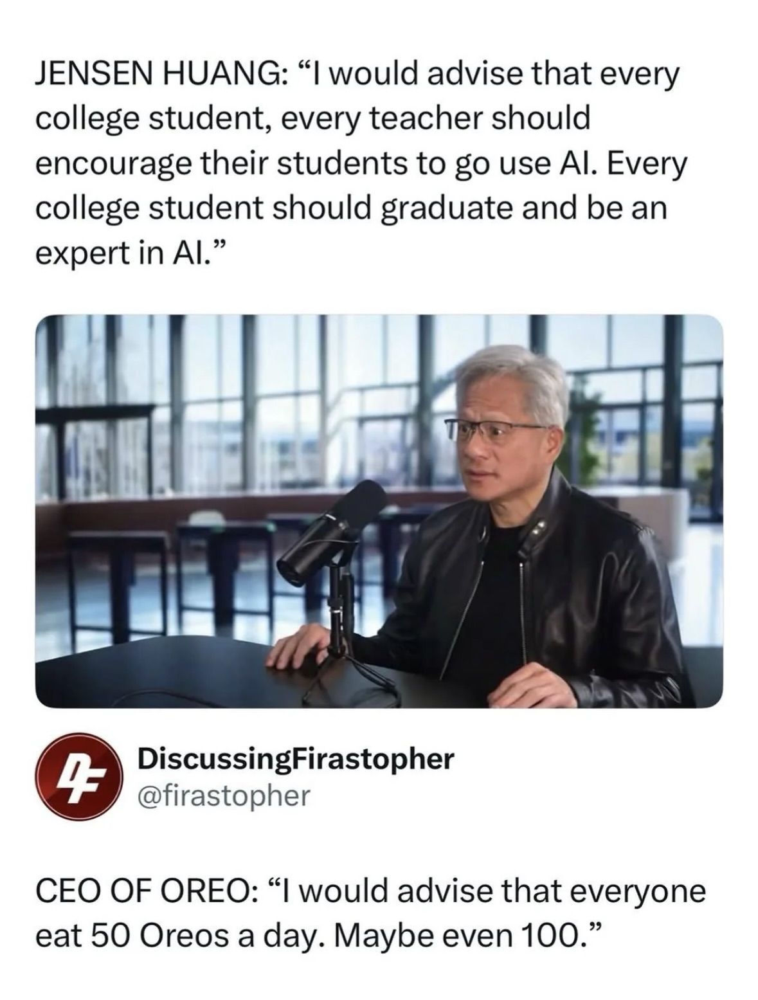 JENSEN HUANG: “I would advise that every
college student, every teacher should
encourage their students to go use AI. Every
college student should graduate and be an
expert in AI.”
DF
DiscussingFirastopher
@firastopher
CEO OF OREO: “I would advise that everyone
eat 50 Oreos a day. Maybe even 100.”